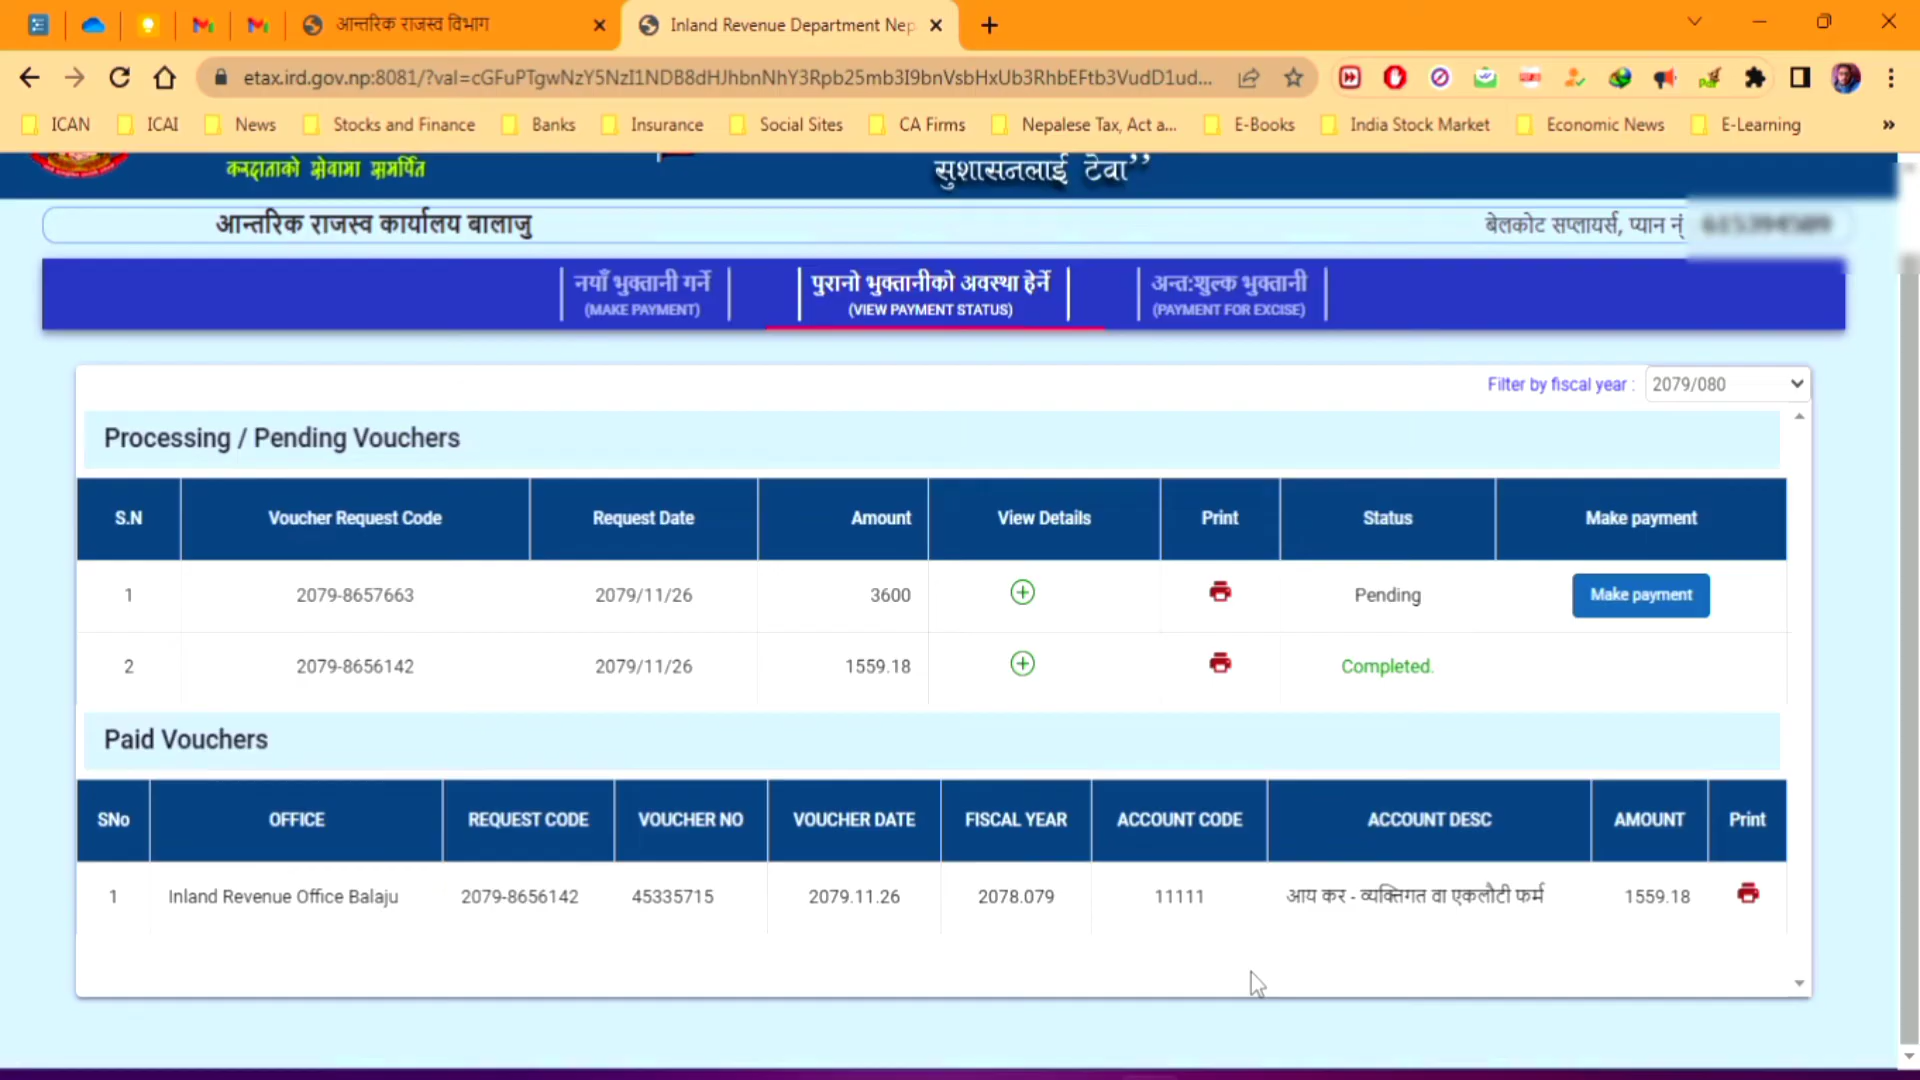 आन्तरिक राजस्व विभाग
Inland Revenue Department Nep
etax.ird.gov.np:8081/?val=cGFuPTgwNzY5NzI1NDB8dHJhbnNhY3Rpb25mb3I9bnVsbHxUb3RhbEFtb3VudD1ud...
ICAN ICAI News Stocks and Finance Banks Insurance Social Sites CA Firms Nepalese Tax, Act a... E-Books India Stock Market Economic News E-Learning »
करदाताको सेवामा समर्पित
सुशासनलाई टेवा’’
आन्तरिक राजस्व कार्यालय बालाजु
बेलकोट सप्लायर्स, प्यान नं
नयाँ भुक्तानी गर्ने
(MAKE PAYMENT)
पुरानो भुक्तानीको अवस्था हेर्ने
(VIEW PAYMENT STATUS)
अन्त:शुल्क भुक्तानी
(PAYMENT FOR EXCISE)
Filter by fiscal year : 2079/080
Processing / Pending Vouchers
S.N Voucher Request Code Request Date Amount View Details Print Status Make payment
1 2079-8657663 2079/11/26 3600 Pending Make payment
2 2079-8656142 2079/11/26 1559.18 Completed.
Paid Vouchers
SNo OFFICE REQUEST CODE VOUCHER NO VOUCHER DATE FISCAL YEAR ACCOUNT CODE ACCOUNT DESC AMOUNT Print
1 Inland Revenue Office Balaju 2079-8656142 45335715 2079.11.26 2078.079 11111 आय कर - व्यक्तिगत वा एकलौटी फर्म 1559.18